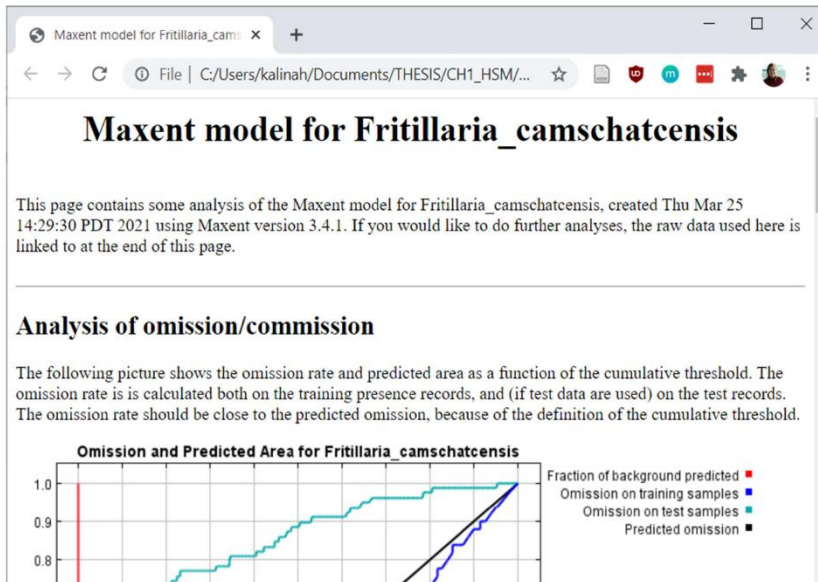 Maxent model for Fritillaria_cams
File | C:/Users/kalinah/Documents/THESIS/CH1_HSM/...
Maxent model for Fritillaria_camschatcensis
This page contains some analysis of the Maxent model for Fritillaria_camschatcensis, created Thu Mar 25
14:29:30 PDT 2021 using Maxent version 3.4.1. If you would like to do further analyses, the raw data used here is
linked to at the end of this page.
Analysis of omission/commission
The following picture shows the omission rate and predicted area as a function of the cumulative threshold. The
omission rate is is calculated both on the training presence records, and (if test data are used) on the test records.
The omission rate should be close to the predicted omission, because of the definition of the cumulative threshold.
Omission and Predicted Area for Fritillaria_camschatcensis
Fraction of background predicted
Omission on training samples
Omission on test samples
Predicted omission
1.0
0.9
0.8